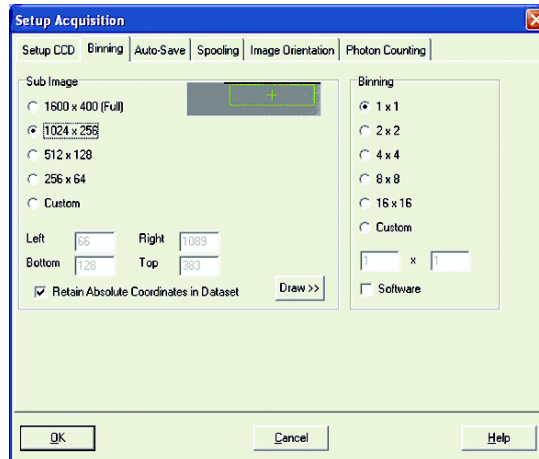 Setup Acquisition
Setup CCD Binning Auto-Save Spooling Image Orientation Photon Counting
Sub Image
1600 x 400 (Full)
1024 x 256
512 x 128
256 x 64
Custom
Left 66 Right 1089
Bottom 128 Top 383
Retain Absolute Coordinates in Dataset
Draw >>
Binning
1 x 1
2 x 2
4 x 4
8 x 8
16 x 16
Custom
1 x 1
Software
OK Cancel Help